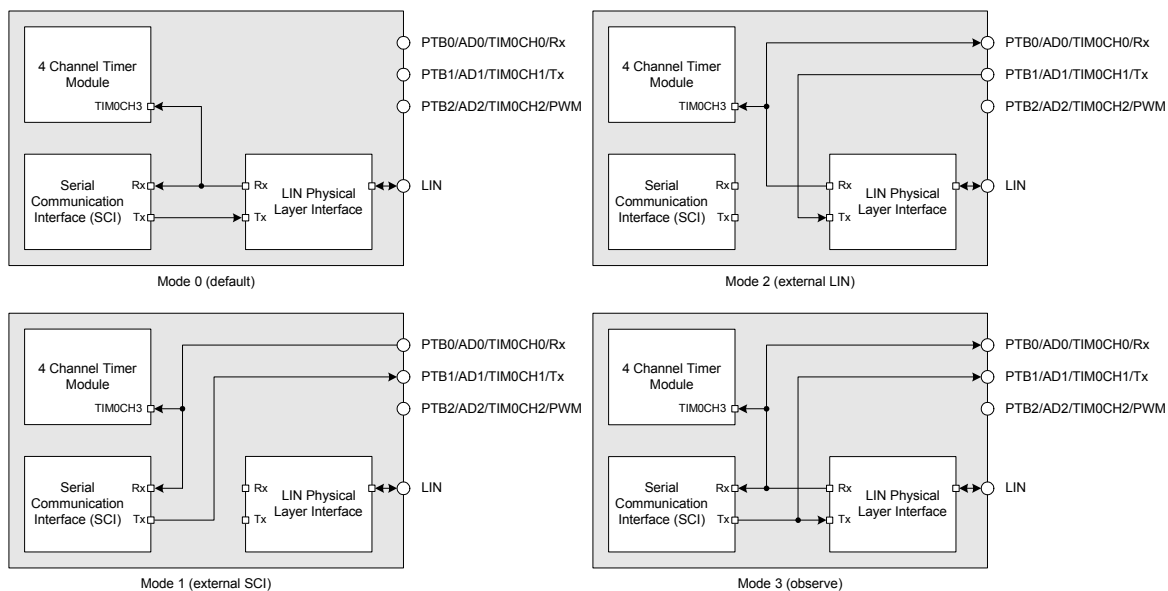 4 Channel Timer
Module
TIM0CH3
Serial
Communication
Interface (SCI)
Rx
Tx
Rx
Tx
LIN Physical
Layer Interface
PTB0/AD0/TIM0CH0/Rx
PTB1/AD1/TIM0CH1/Tx
PTB2/AD2/TIM0CH2/PWM
LIN
Mode 0 (default)
4 Channel Timer
Module
TIM0CH3
Serial
Communication
Interface (SCI)
Rx
Tx
Rx
Tx
LIN Physical
Layer Interface
PTB0/AD0/TIM0CH0/Rx
PTB1/AD1/TIM0CH1/Tx
PTB2/AD2/TIM0CH2/PWM
LIN
Mode 2 (external LIN)
4 Channel Timer
Module
TIM0CH3
Serial
Communication
Interface (SCI)
Rx
Tx
Rx
Tx
LIN Physical
Layer Interface
PTB0/AD0/TIM0CH0/Rx
PTB1/AD1/TIM0CH1/Tx
PTB2/AD2/TIM0CH2/PWM
LIN
Mode 1 (external SCI)
4 Channel Timer
Module
TIM0CH3
Serial
Communication
Interface (SCI)
Rx
Tx
Rx
Tx
LIN Physical
Layer Interface
PTB0/AD0/TIM0CH0/Rx
PTB1/AD1/TIM0CH1/Tx
PTB2/AD2/TIM0CH2/PWM
LIN
Mode 3 (observe)